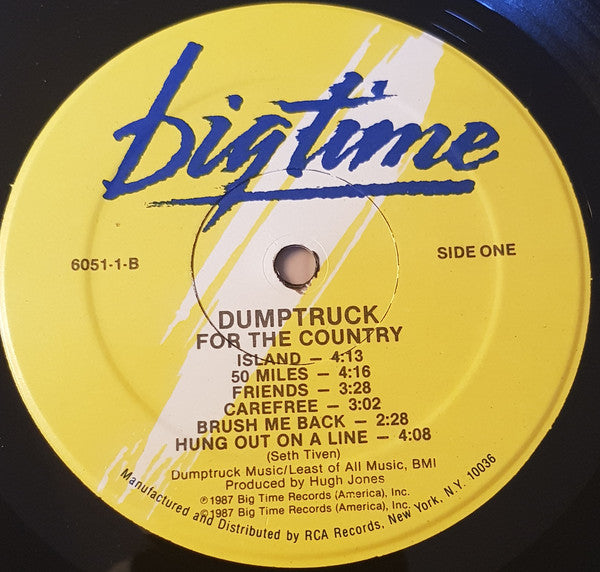 bigtime
6051-1-B
SIDE ONE
DUMPTRUCK
FOR THE COUNTRY
ISLAND – 4:13
50 MILES – 4:16
FRIENDS – 3:28
CAREFREE – 3:02
BRUSH ME BACK – 2:28
HUNG OUT ON A LINE – 4:08
(Seth Tiven)
Dumptruck Music/Least of All Music, BMI
Produced by Hugh Jones
℗1987 Big Time Records (America), Inc.
©1987 Big Time Records (America), Inc.
Manufactured and Distributed by RCA Records, New York, N.Y. 10036